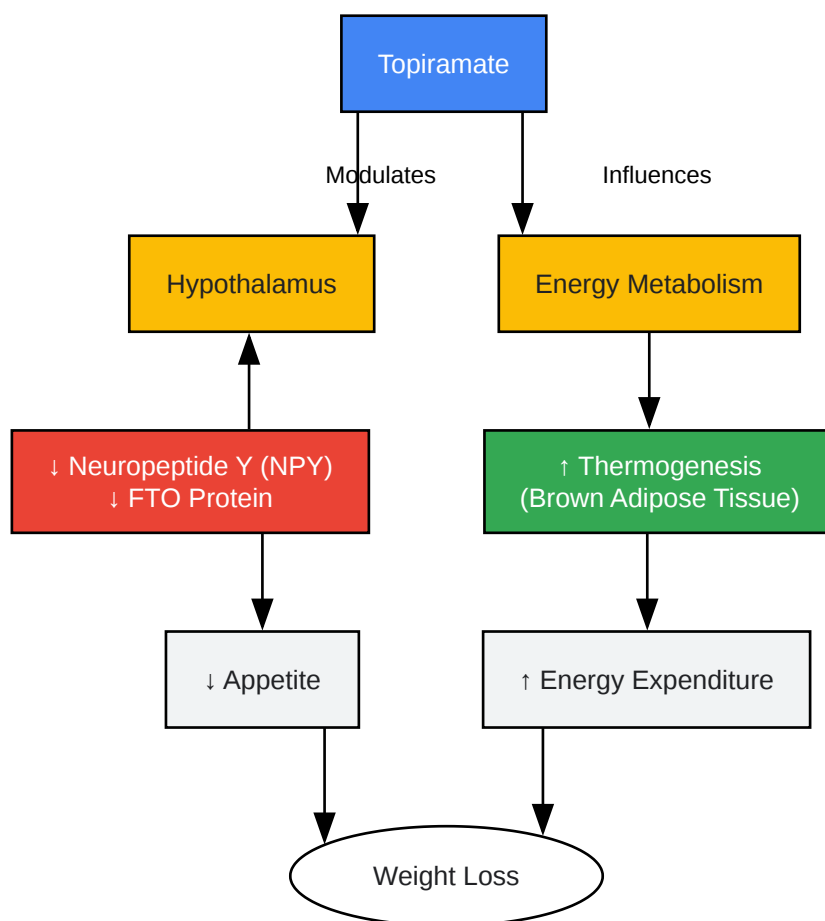 Topiramate
Modulates
Influences
Hypothalamus
Energy Metabolism
↓ Neuropeptide Y (NPY)
↓ FTO Protein
↑ Thermogenesis
(Brown Adipose Tissue)
↓ Appetite
↑ Energy Expenditure
Weight Loss